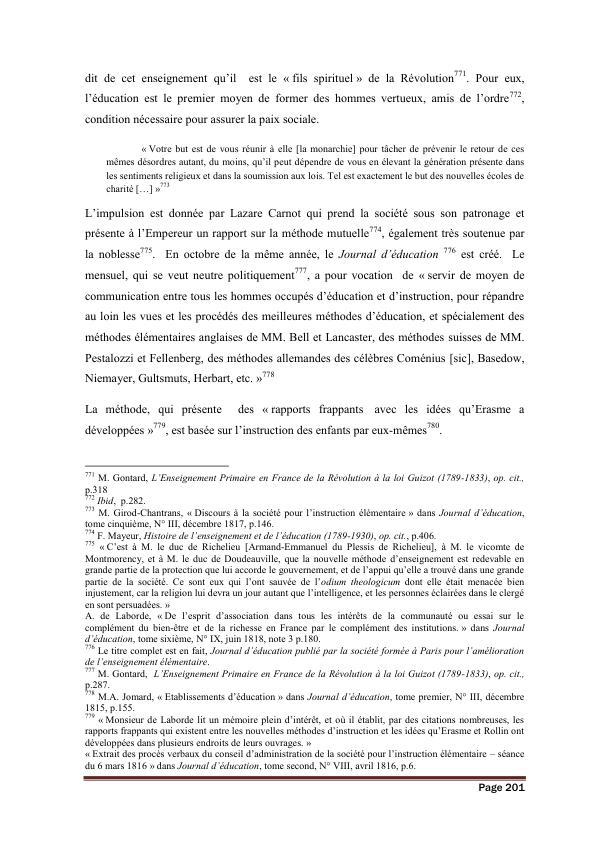 dit de cet enseignement qu'il est le « fils spirituel » de la Révolution771. Pour eux,
l'éducation est le premier moyen de former des hommes vertueux, amis de l'ordre772,
condition nécessaire pour assurer la paix sociale.
« Votre but est de vous réunir à elle [la monarchie] pour tâcher de prévenir le retour de ces
mêmes désordres autant, du moins, qu'il peut dépendre de vous en élevant la génération présente dans
les sentiments religieux et dans la soumission aux lois. Tel est exactement le but des nouvelles écoles de
charité […] »773
L'impulsion est donnée par Lazare Carnot qui prend la société sous son patronage et
présente à l'Empereur un rapport sur la méthode mutuelle774, également très soutenue par
la noblesse775. En octobre de la même année, le Journal d'éducation 776 est créé. Le
mensuel, qui se veut neutre politiquement777, a pour vocation de « servir de moyen de
communication entre tous les hommes occupés d'éducation et d'instruction, pour répandre
au loin les vues et les procédés des meilleures méthodes d'éducation, et spécialement des
méthodes élémentaires anglaises de MM. Bell et Lancaster, des méthodes suisses de MM.
Pestalozzi et Fellenberg, des méthodes allemandes des célèbres Coménius [sic], Basedow,
Niemayer, Gultsmuts, Herbart, etc. »778
La méthode, qui présente des « rapports frappants avec les idées qu'Erasme a
développées »779, est basée sur l'instruction des enfants par eux-mêmes780.
771 M. Gontard, L'Enseignement Primaire en France de la Révolution à la loi Guizot (1789-1833), op. cit.,
p.318
772 Ibid, p.282.
773 M. Girod-Chantrans, « Discours à la société pour l'instruction élémentaire » dans Journal d'éducation,
tome cinquième, N° III, décembre 1817, p.146.
774 F. Mayeur, Histoire de l'enseignement et de l'éducation (1789-1930), op. cit., p.406.
775 « C'est à M. le duc de Richelieu [Armand-Emmanuel du Plessis de Richelieu], à M. le vicomte de
Montmorency, et à M. le duc de Doudeauville, que la nouvelle méthode d'enseignement est redevable en
grande partie de la protection que lui accorde le gouvernement, et de l'appui qu'elle a trouvé dans une grande
partie de la société. Ce sont eux qui l'ont sauvée de l'odium theologicum dont elle était menacée bien
injustement, car la religion lui devra un jour autant que l'intelligence, et les personnes éclairées dans le clergé
en sont persuadées. »
A. de Laborde, « De l'esprit d'association dans tous les intérêts de la communauté ou essai sur le
complément du bien-être et de la richesse en France par le complément des institutions. » dans Journal
d'éducation, tome sixième, N° IX, juin 1818, note 3 p.180.
776 Le titre complet est en fait, Journal d'éducation publié par la société formée à Paris pour l'amélioration
de l'enseignement élémentaire.
777 M. Gontard, L'Enseignement Primaire en France de la Révolution à la loi Guizot (1789-1833), op. cit.,
p.287.
778 M.A. Jomard, « Etablissements d'éducation » dans Journal d'éducation, tome premier, N° III, décembre
1815, p.155.
779 « Monsieur de Laborde lit un mémoire plein d'intérêt, et où il établit, par des citations nombreuses, les
rapports frappants qui existent entre les nouvelles méthodes d'instruction et les idées qu'Erasme et Rollin ont
développées dans plusieurs endroits de leurs ouvrages. »
« Extrait des procès verbaux du conseil d'administration de la société pour l'instruction élémentaire – séance
du 6 mars 1816 » dans Journal d'éducation, tome second, N° VIII, avril 1816, p.6.
Page 201